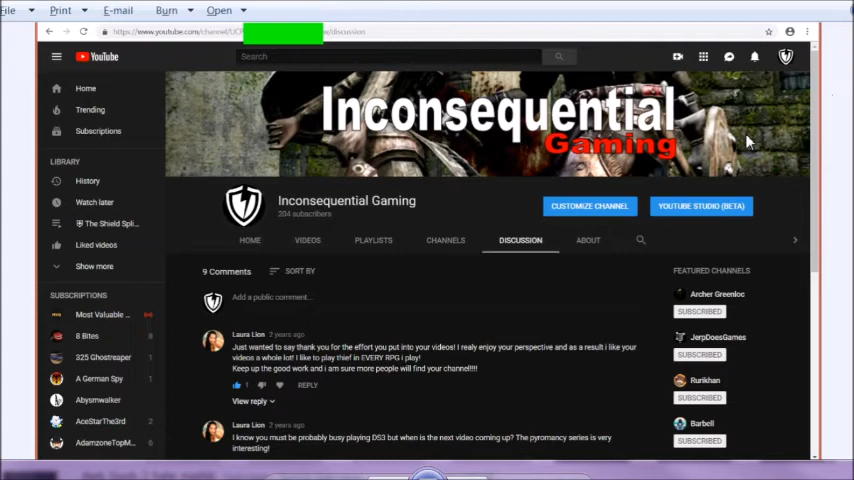 File Print E-mail Burn Open
https://www.youtube.com/channel/UC w/discussion
YouTube
Search
Home
Trending
Subscriptions
LIBRARY
History
Watch later
The Shield Spli...
Liked videos
Show more
SUBSCRIPTIONS
Most Valuable ...
8 Bites 8
325 Ghostreaper 1
A German Spy 1
Abysmwalker
AceStarThe3rd 2
AdamzoneTopM... 6
Inconsequential
Gaming
Inconsequential Gaming
204 subscribers
CUSTOMIZE CHANNEL
YOUTUBE STUDIO (BETA)
HOME VIDEOS PLAYLISTS CHANNELS DISCUSSION ABOUT
9 Comments SORT BY
Add a public comment...
Laura Lion 2 years ago
Just wanted to say thank you for the effort you put into your videos! I realy enjoy your perspective and as a result i like your
videos a whole lot! I like to play thief in EVERY RPG i play!
Keep up the good work and i am sure more people will find your channel!!!!
1 REPLY
View reply
Laura Lion 2 years ago
I know you must be probably busy playing DS3 but when is the next video coming up? The pyromancy series is very
interesting!
FEATURED CHANNELS
Archer Greenloc
SUBSCRIBED
JerpDoesGames
SUBSCRIBED
Rurikhan
SUBSCRIBED
Barbell
SUBSCRIBED